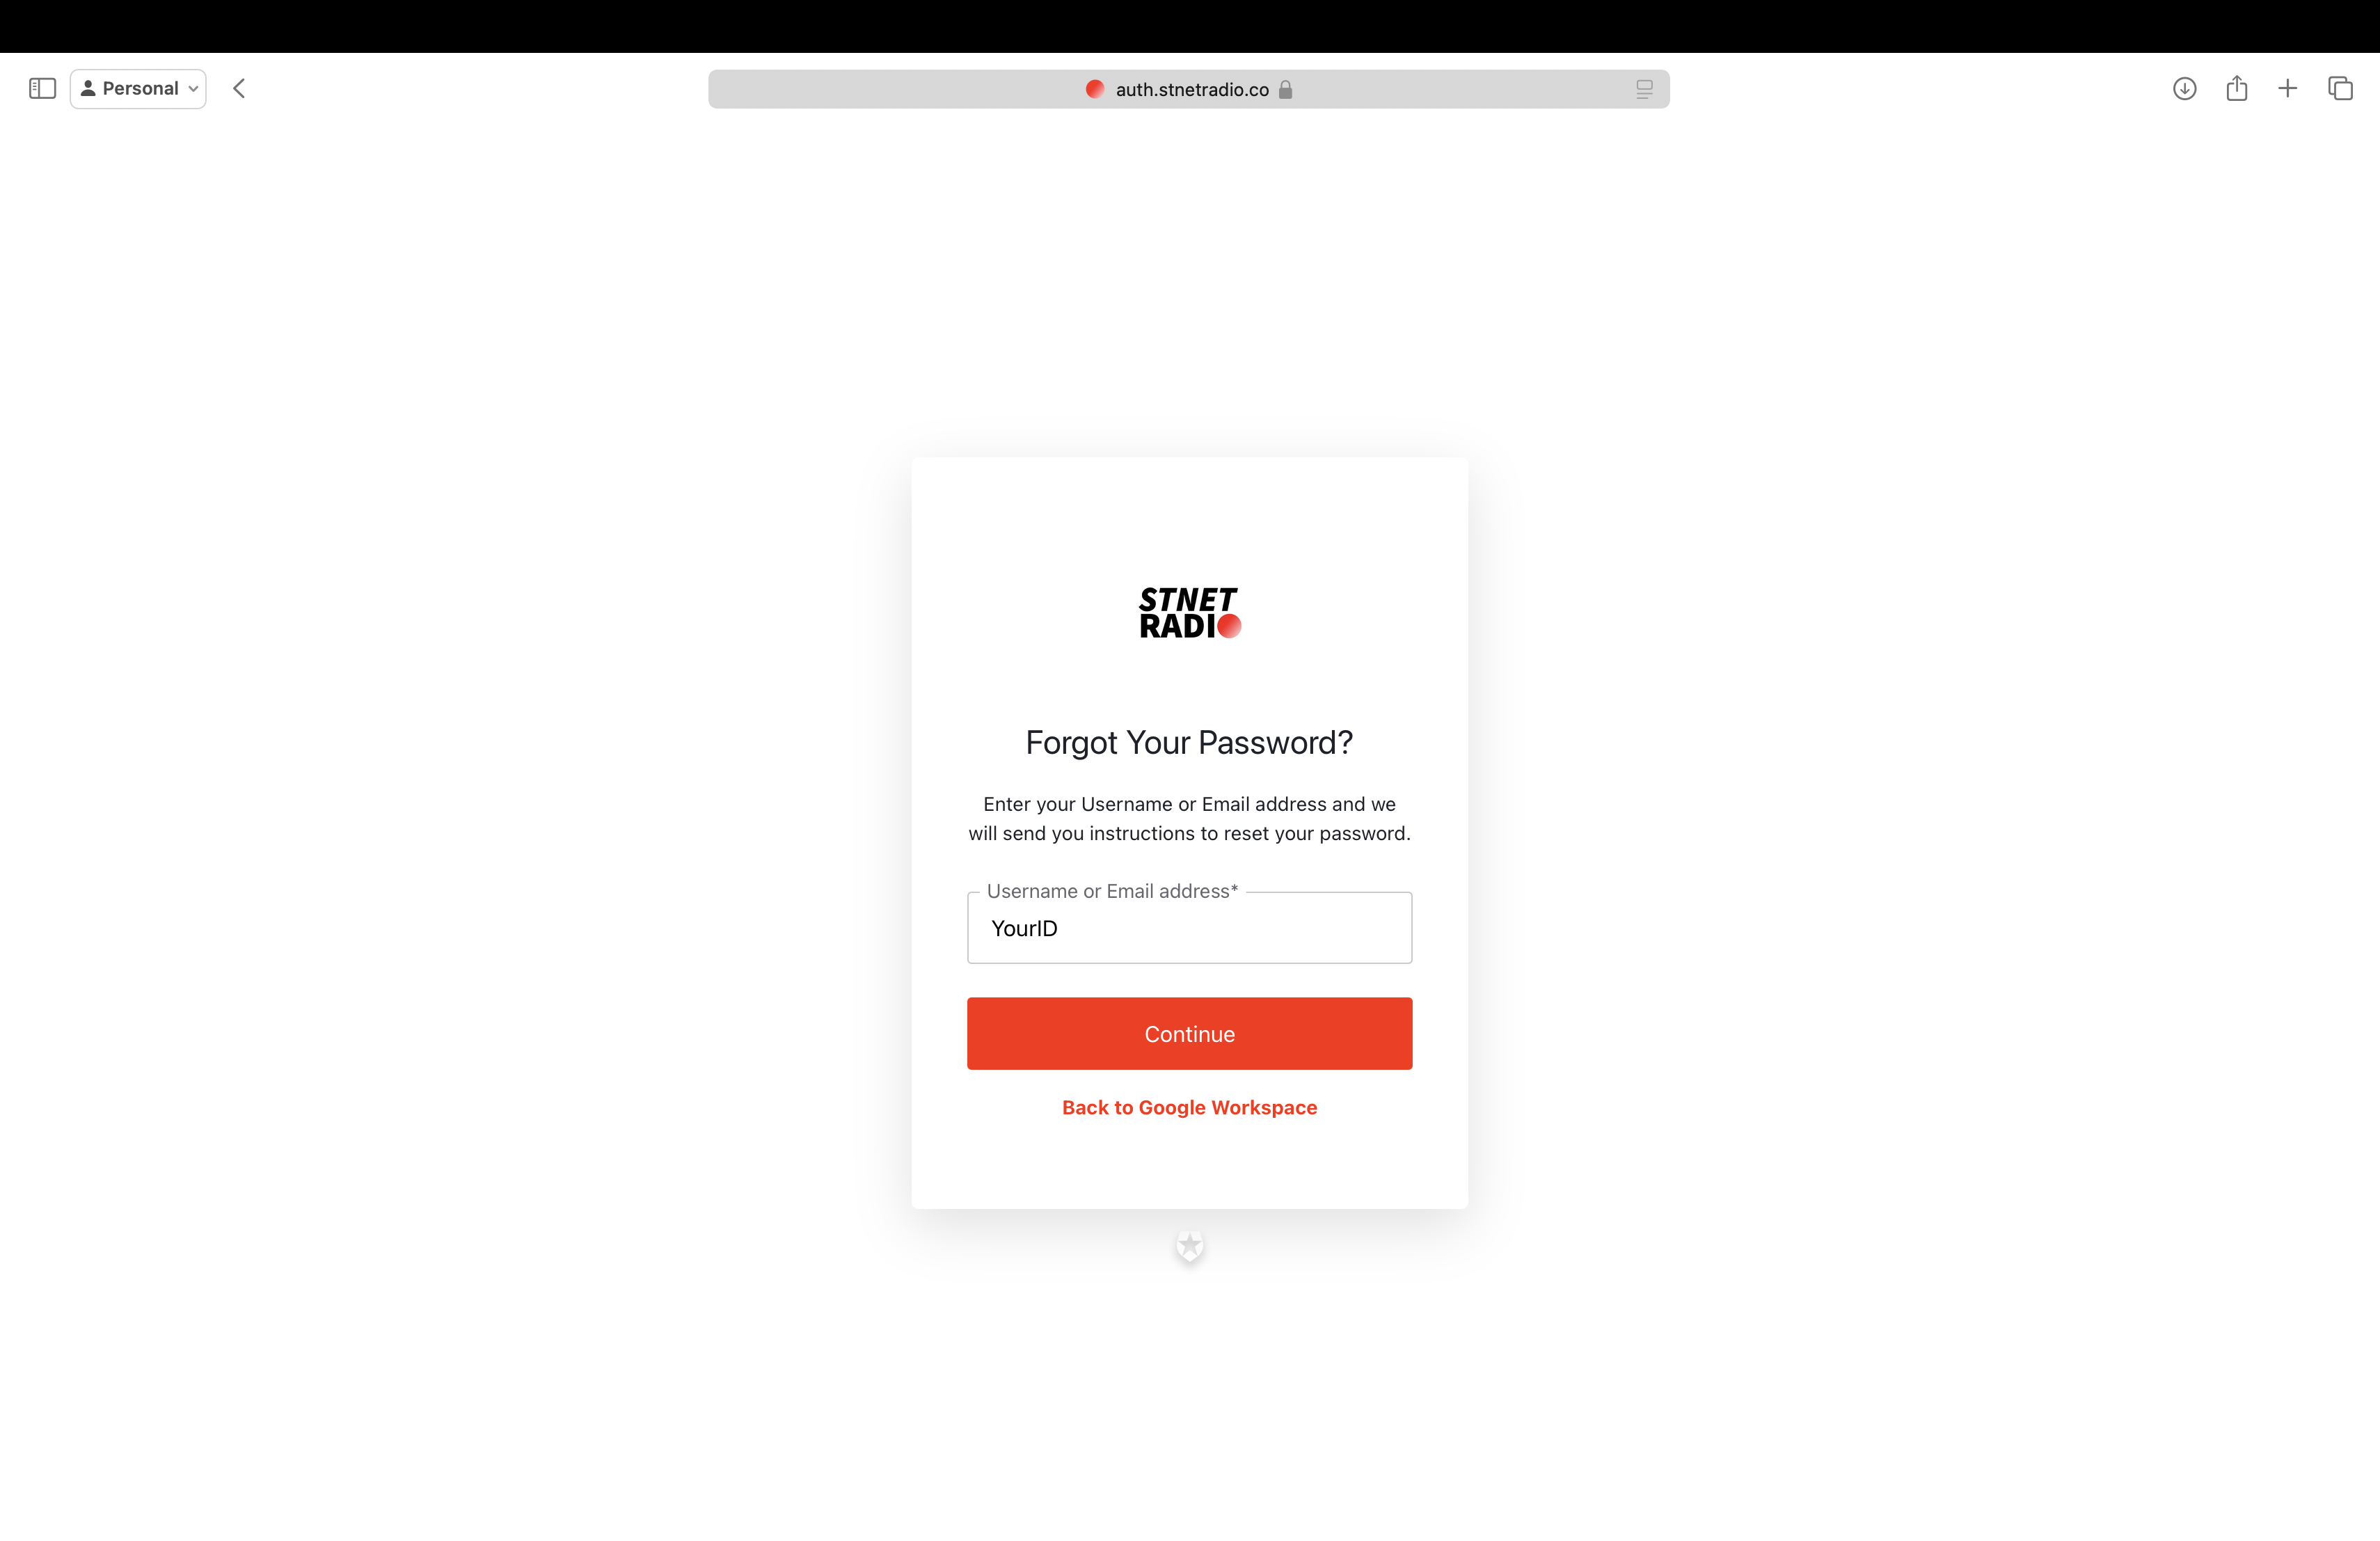 Personal
auth.stnetradio.co
STNET
RADIO
Forgot Your Password?
Enter your Username or Email address and we
will send you instructions to reset your password.
Username or Email address*
YourID
Continue
Back to Google Workspace